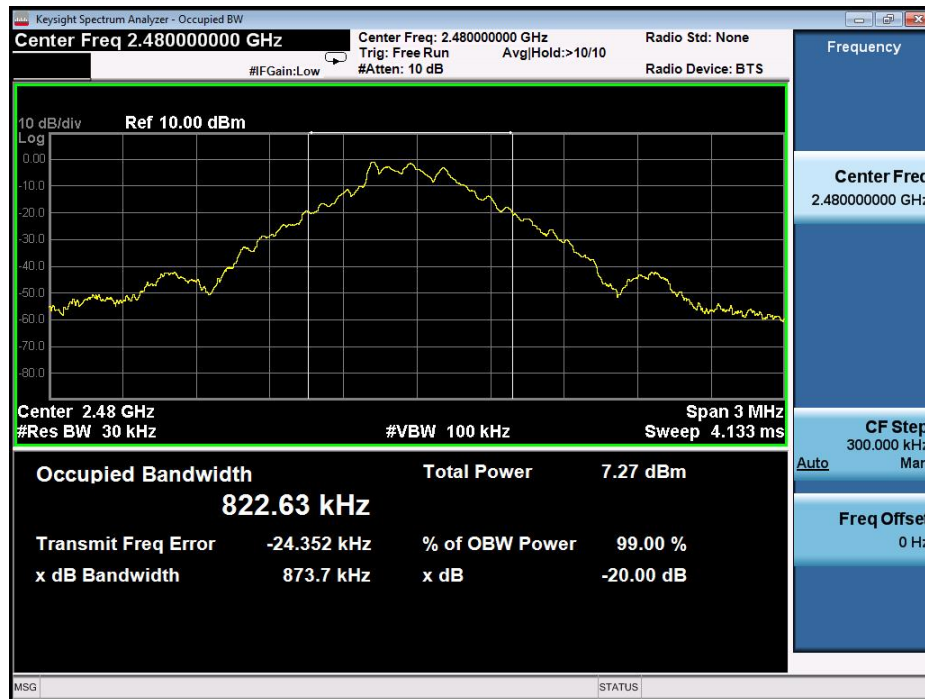 Keysight Spectrum Analyzer - Occupied BW
Center Freq 2.480000000 GHz
Center Freq: 2.480000000 GHz
Radio Std: None
Trig: Free Run
Avg|Hold:>10/10
#IFGain:Low
#Atten: 10 dB
Radio Device: BTS
10 dB/div
Ref 10.00 dBm
Log
0.00
-10.0
-20.0
-30.0
-40.0
-50.0
-60.0
-70.0
-80.0
Center 2.48 GHz
Span 3 MHz
#Res BW 30 kHz
#VBW 100 kHz
Sweep 4.133 ms
Occupied Bandwidth
822.63 kHz
Total Power
7.27 dBm
Transmit Freq Error
-24.352 kHz
% of OBW Power
99.00 %
x dB Bandwidth
873.7 kHz
x dB
-20.00 dB
Frequency
Center Freq
2.480000000 GHz
CF Step
300.000 kHz
Auto
Man
Freq Offset
0 Hz
MSG
STATUS